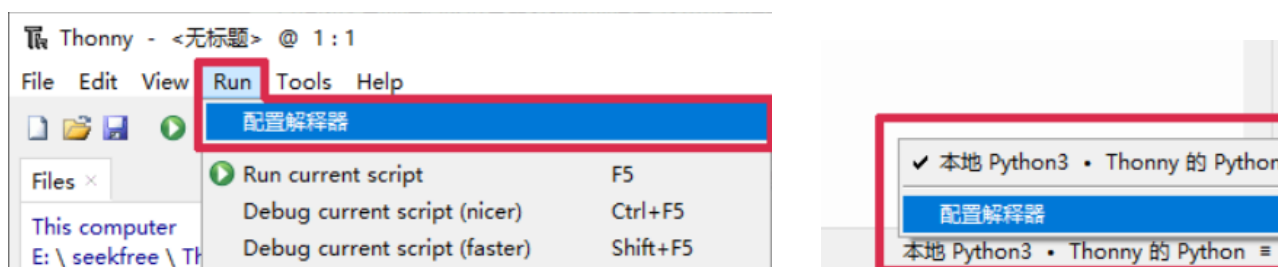 Thonny - <无标题> @ 1:1
File Edit View Run Tools Help
配置解释器
Files ×
Run current script F5
This computer
Debug current script (nicer) Ctrl+F5
E: \ seekfree \ Th
Debug current script (faster) Shift+F5
✔ 本地 Python3 • Thonny 的 Python
配置解释器
本地 Python3 • Thonny 的 Python ≡